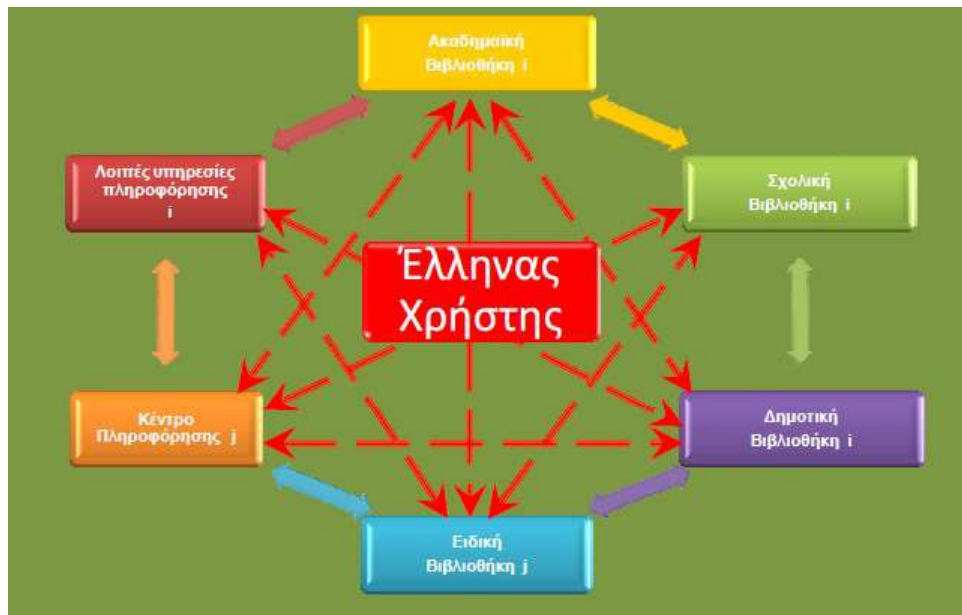 Ακαδημαϊκή
Βιβλιοθήκη i
Λοιπές υπηρεσίες
πληροφόρησης
i
Σχολική
Βιβλιοθήκη i
Έλληνας
Χρήστης
Κέντρο
Πληροφόρησης j
Δημοτική
Βιβλιοθήκη i
Ειδική
Βιβλιοθήκη j